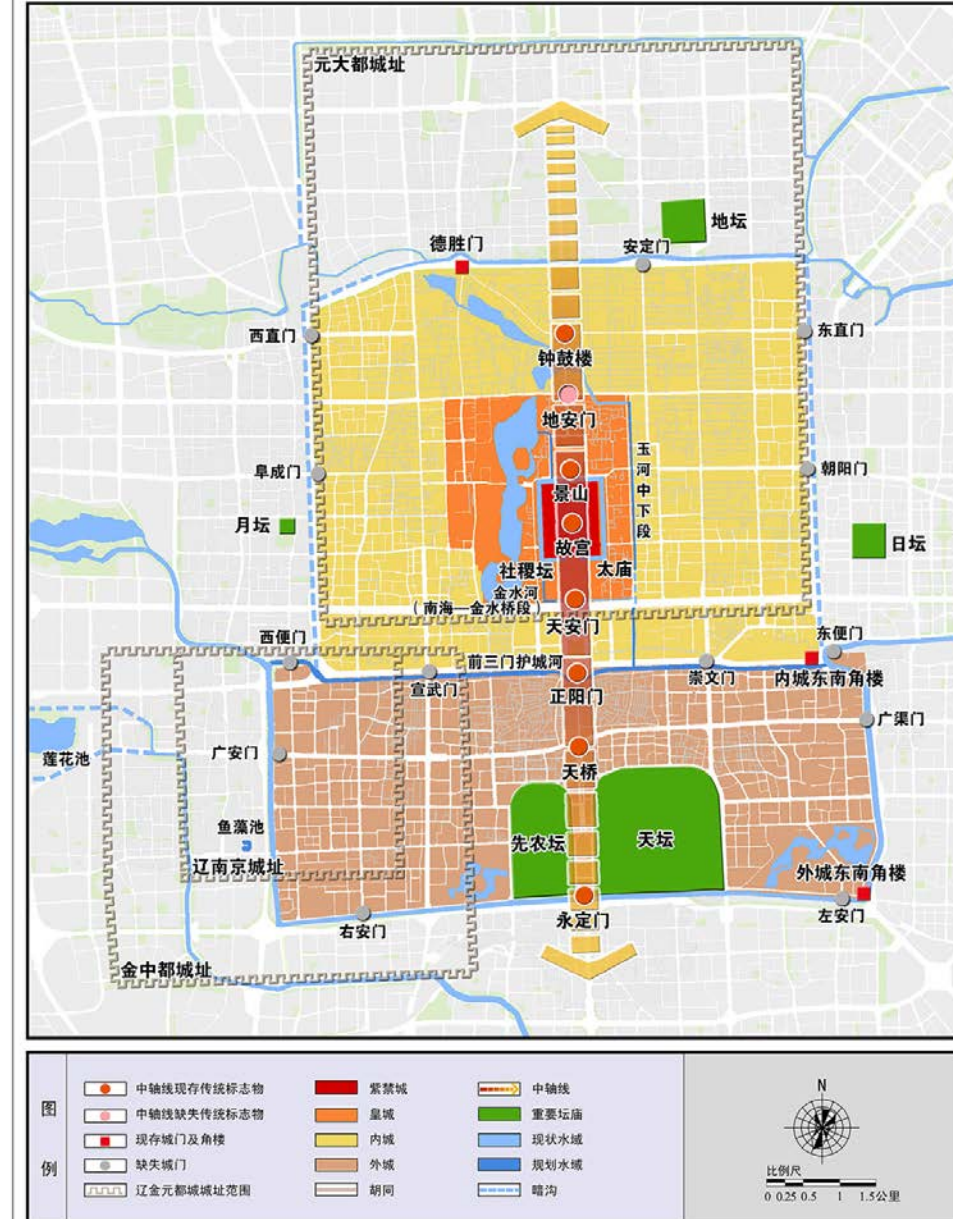 元大都城址
地坛
德胜门
安定门
西直门
东直门
钟鼓楼
地安门
玉河中下段
阜成门
朝阳门
景山
月坛
故宫
日坛
社稷坛
太庙
金水河
（南海—金水桥段）
天安门
西便门
东便门
前三门护城河
宣武门
崇文门
内城东南角楼
正阳门
广渠门
莲花池
广安门
天桥
鱼藻池
先农坛
天坛
辽南京城址
外城东南角楼
永定门
左安门
右安门
金中都城址
图例
中轴线现存传统标志物
紫禁城
中轴线
中轴线缺失传统标志物
皇城
重要坛庙
现存城门及角楼
内城
现状水域
缺失城门
外城
规划水域
辽金元都城城址范围
胡同
暗沟
N
比例尺
0 0.25 0.5 1 1.5公里